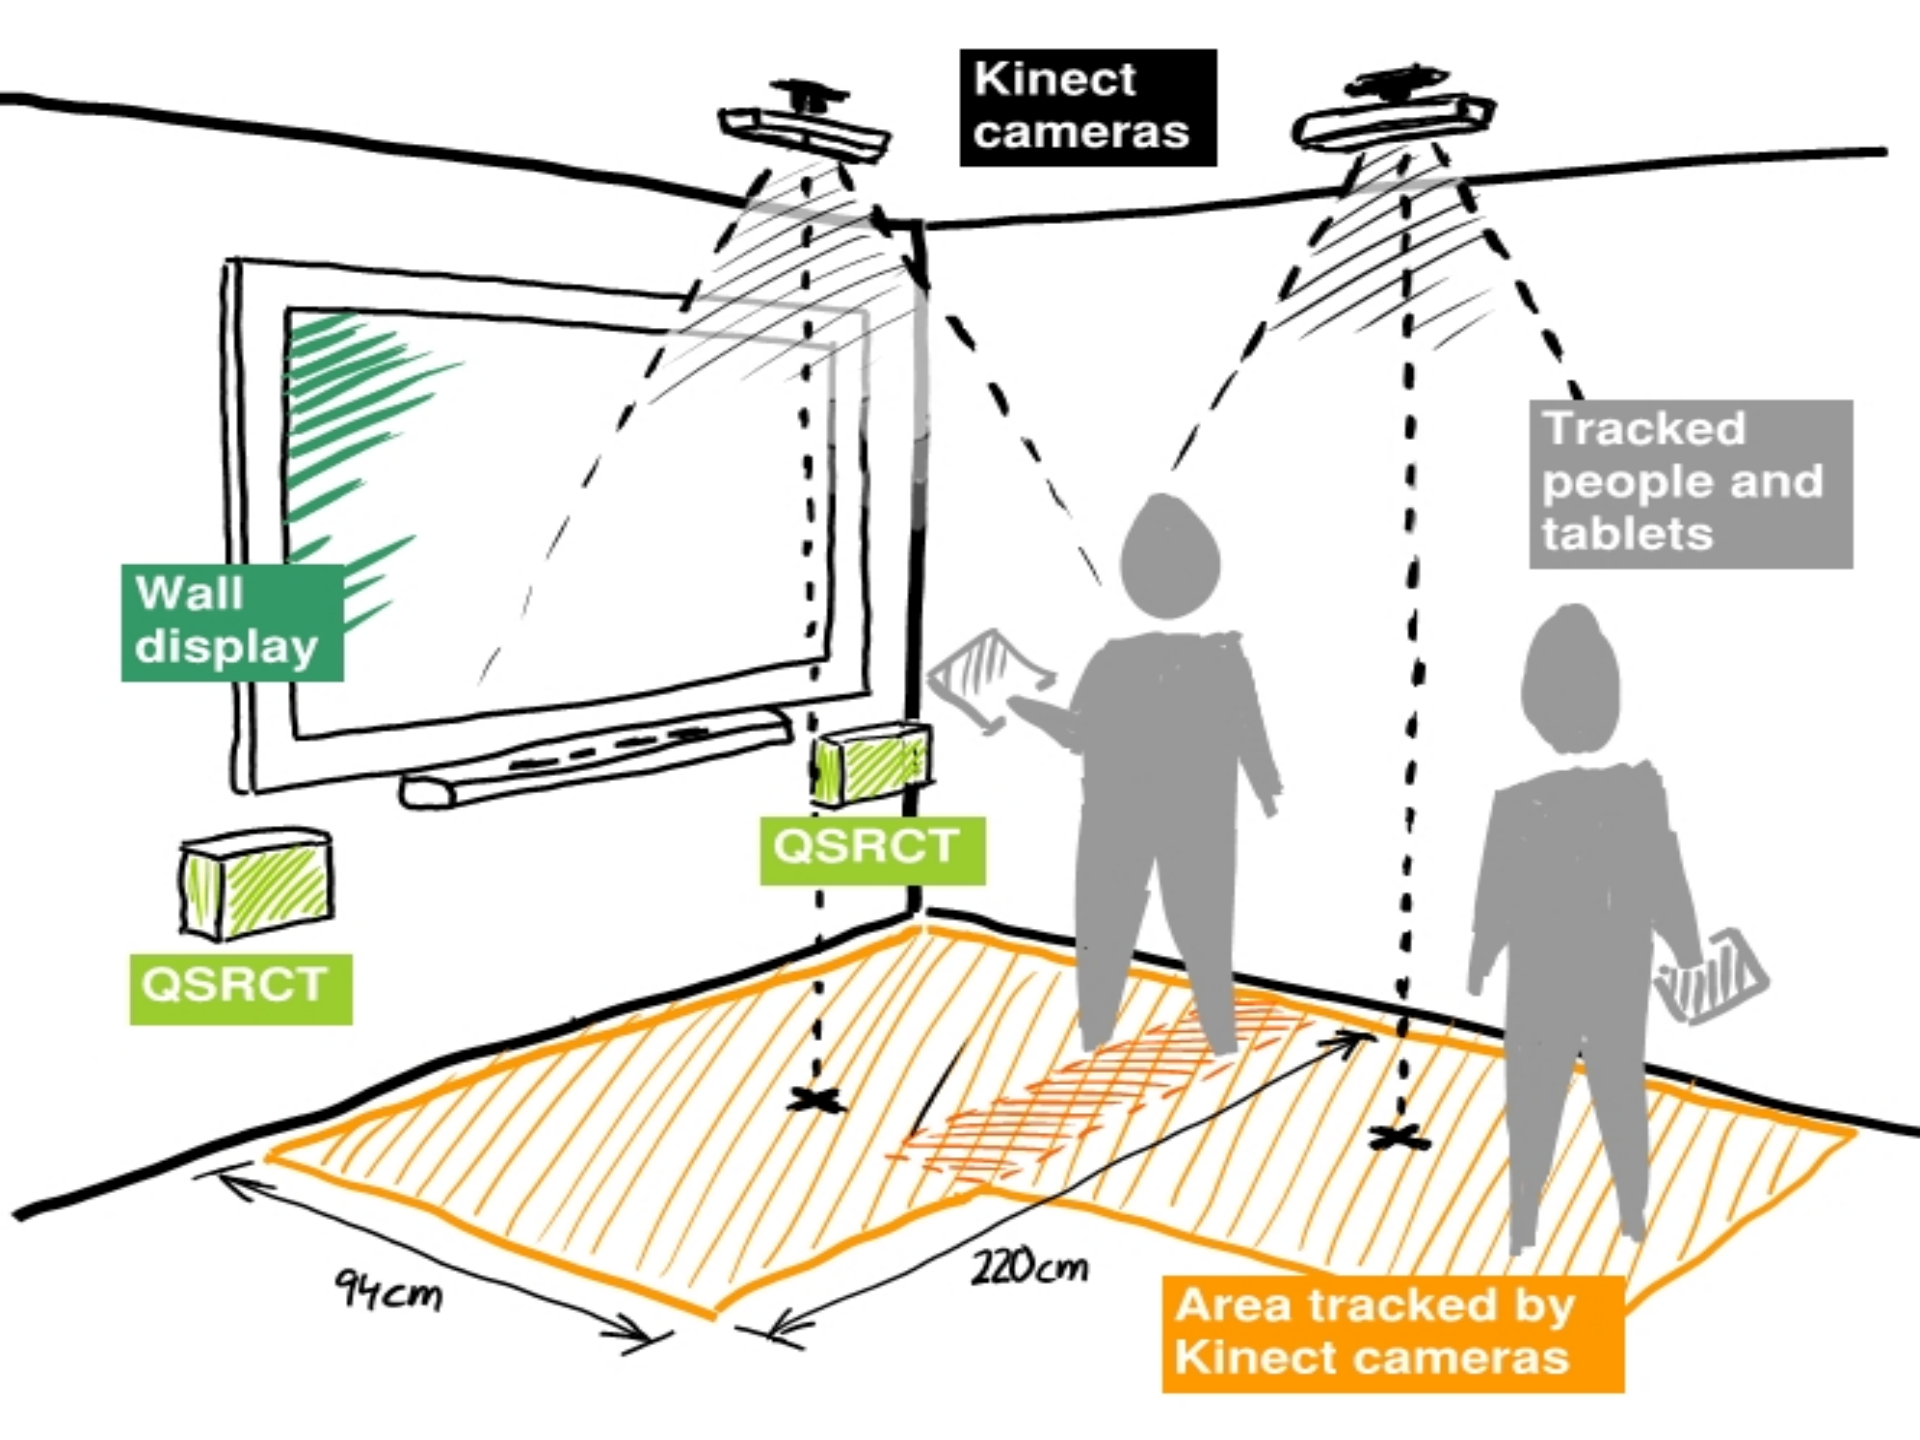 Kinect
cameras
Tracked
people and
tablets
Wall
display
QSRCT
QSRCT
94cm
220cm
Area tracked by
Kinect cameras